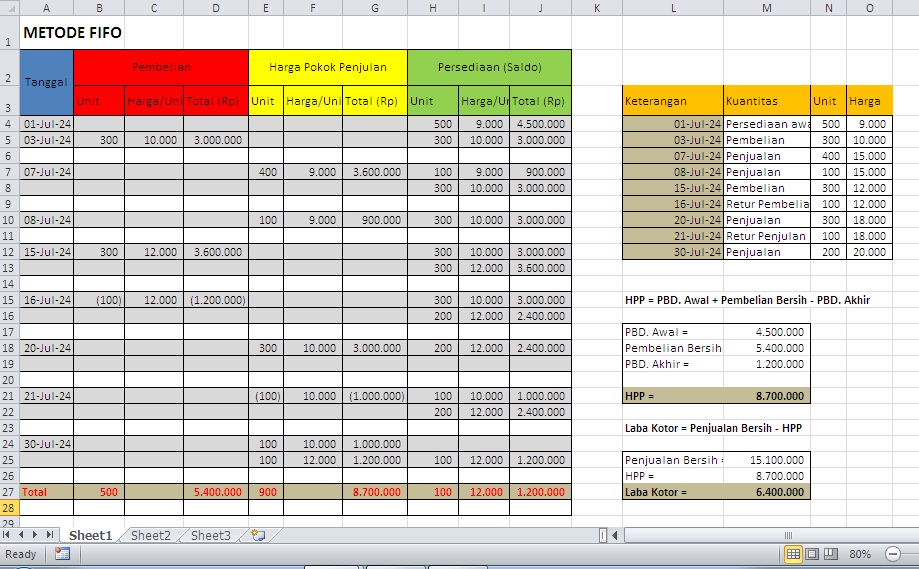 A B C D E F G H I J K L M N O
1 METODE FIFO
2 Tanggal Pembelian Harga Pokok Penjulan Persediaan (Saldo)
3 Unit Harga/Uni Total (Rp) Unit Harga/Uni Total (Rp) Unit Harga/Un Total (Rp) Keterangan Kuantitas Unit Harga
4 01-Jul-24 500 9.000 4.500.000 01-Jul-24 Persediaan awa 500 9.000
5 03-Jul-24 300 10.000 3.000.000 300 10.000 3.000.000 03-Jul-24 Pembelian 300 10.000
6 07-Jul-24 Penjualan 400 15.000
7 07-Jul-24 400 9.000 3.600.000 100 9.000 900.000 08-Jul-24 Penjualan 100 15.000
8 300 10.000 3.000.000 15-Jul-24 Pembelian 300 12.000
9 16-Jul-24 Retur Pembelia 100 12.000
10 08-Jul-24 100 9.000 900.000 300 10.000 3.000.000 20-Jul-24 Penjualan 300 18.000
11 21-Jul-24 Retur Penjulan 100 18.000
12 15-Jul-24 300 12.000 3.600.000 300 10.000 3.000.000 30-Jul-24 Penjualan 200 20.000
13 300 12.000 3.600.000
14
15 16-Jul-24 (100) 12.000 (1.200.000) 300 10.000 3.000.000 HPP = PBD. Awal + Pembelian Bersih - PBD. Akhir
16 200 12.000 2.400.000
17 PBD. Awal = 4.500.000
18 20-Jul-24 300 10.000 3.000.000 200 12.000 2.400.000 Pembelian Bersih 5.400.000
19 PBD. Akhir = 1.200.000
20
21 21-Jul-24 (100) 10.000 (1.000.000) 100 10.000 1.000.000 HPP = 8.700.000
22 200 12.000 2.400.000
23 Laba Kotor = Penjualan Bersih - HPP
24 30-Jul-24 100 10.000 1.000.000
25 100 12.000 1.200.000 100 12.000 1.200.000 Penjualan Bersih = 15.100.000
26 HPP = 8.700.000
27 Total 500 5.400.000 900 8.700.000 100 12.000 1.200.000 Laba Kotor = 6.400.000
28
29
Sheet1 Sheet2 Sheet3
Ready 80%